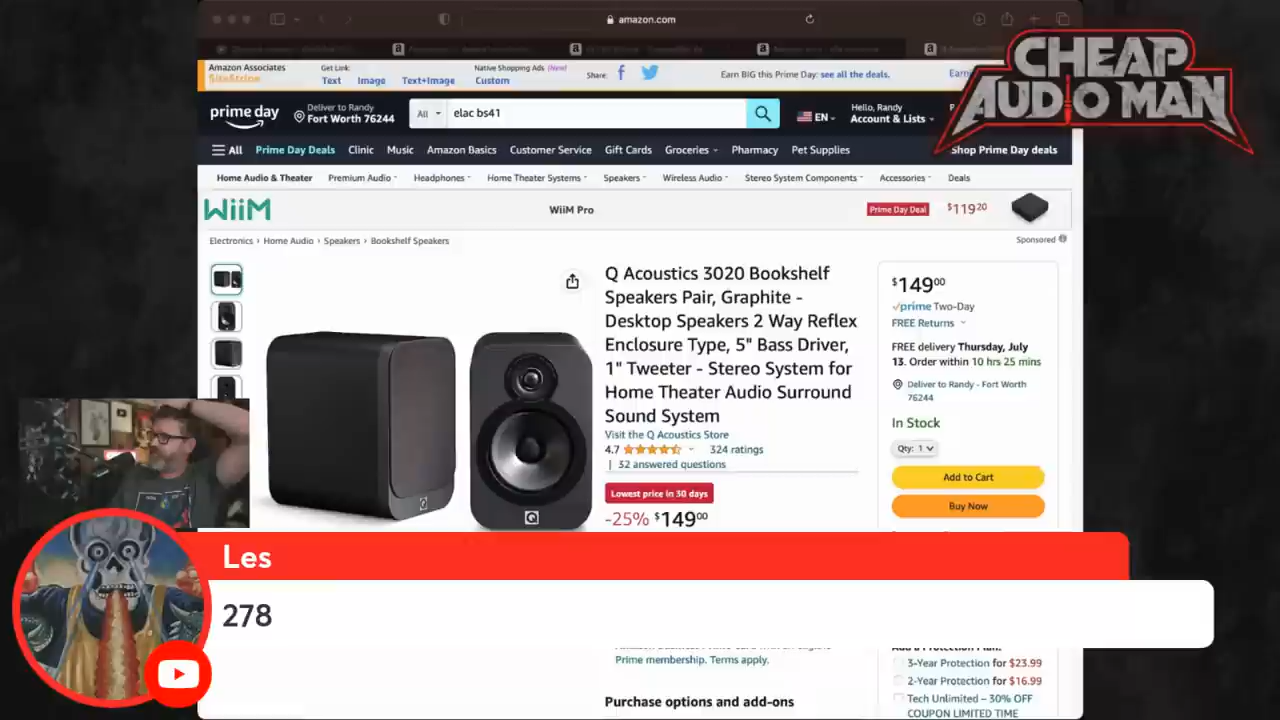 amazon.com
CHEAP
AUDIO MAN
Amazon Associates
SiteStripe
Get Link:
Text Image Text+Image
Native Shopping Ads (New)
Custom
Share:
Earn BIG this Prime Day: see all the deals.
Earn
prime day
Deliver to Randy
Fort Worth 76244
All
elac bs41
EN
Hello, Randy
Account & Lists
All Prime Day Deals Clinic Music Amazon Basics Customer Service Gift Cards Groceries Pharmacy Pet Supplies
Shop Prime Day deals
Home Audio & Theater Premium Audio Headphones Home Theater Systems Speakers Wireless Audio Stereo System Components Accessories Deals
WiiM
WiiM Pro
Prime Day Deal $119.20
Sponsored
Electronics › Home Audio › Speakers › Bookshelf Speakers
Q Acoustics 3020 Bookshelf
Speakers Pair, Graphite -
Desktop Speakers 2 Way Reflex
Enclosure Type, 5" Bass Driver,
1" Tweeter - Stereo System for
Home Theater Audio Surround
Sound System
Visit the Q Acoustics Store
4.7 324 ratings
| 32 answered questions
Lowest price in 30 days
-25% $149.00
$149.00
prime Two-Day
FREE Returns
FREE delivery Thursday, July
13. Order within 10 hrs 25 mins
Deliver to Randy - Fort Worth
76244
In Stock
Qty: 1
Add to Cart
Buy Now
Les
278
Prime membership. Terms apply.
Purchase options and add-ons
Add a Protection Plan:
3-Year Protection for $23.99
2-Year Protection for $16.99
Tech Unlimited – 30% OFF
COUPON LIMITED TIME